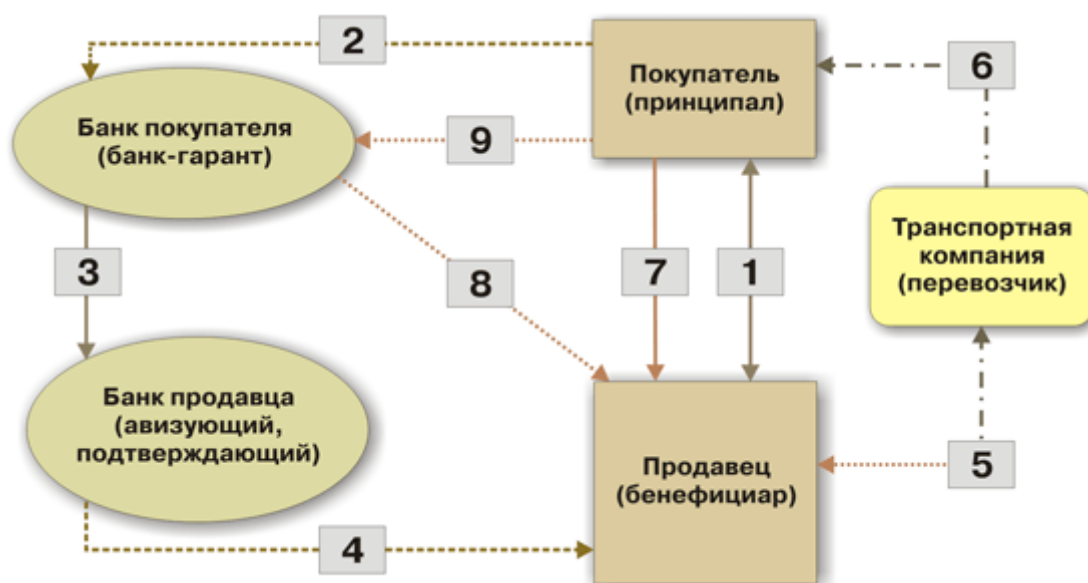 2
Покупатель
(принципал)
6
Банк покупателя
(банк-гарант)
9
Транспортная
компания
(перевозчик)
3
8
7
1
Банк продавца
(авизующий,
подтверждающий)
Продавец
(бенефициар)
5
4